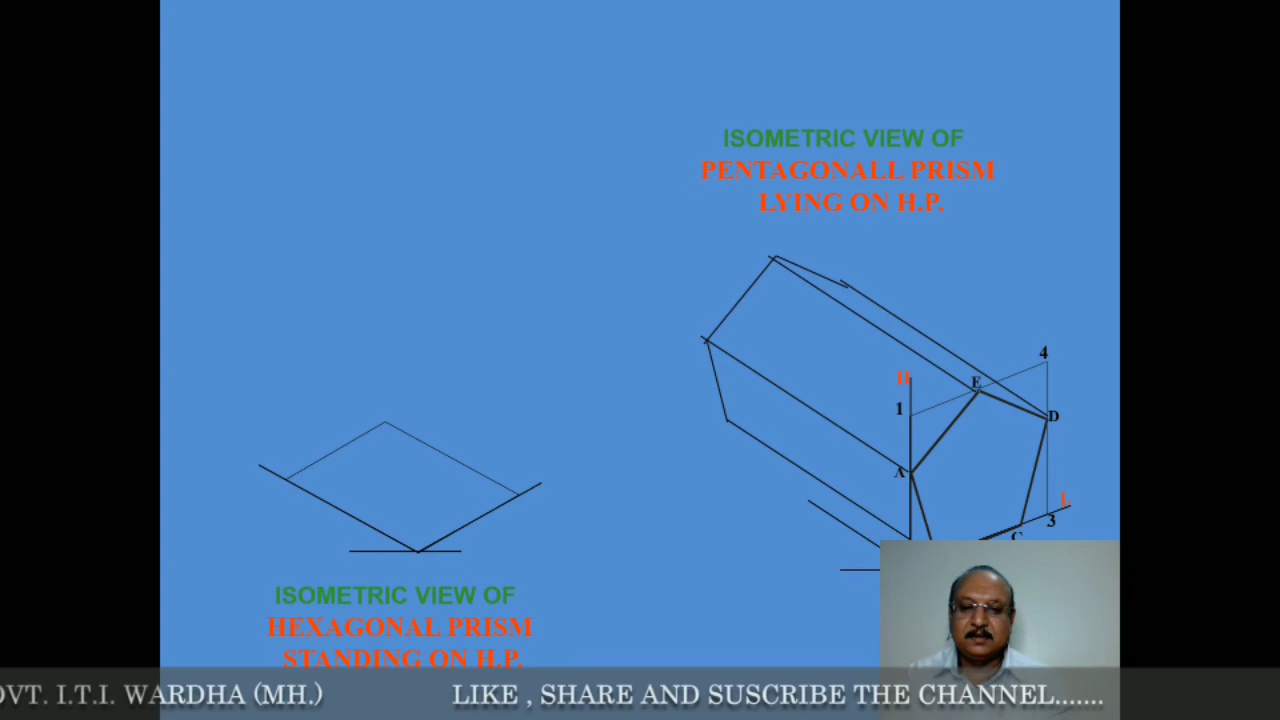 ISOMETRIC VIEW OF
PENTAGONALL PRISM
LYING ON H.P.
4
H
E
1
D
A
L
3
C
ISOMETRIC VIEW OF
HEXAGONAL PRISM
STANDING ON H.P.
OVT. I.T.I. WARDHA (MH.) LIKE , SHARE AND SUSCRIBE THE CHANNEL.......